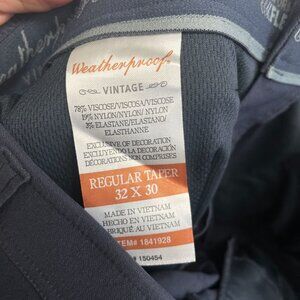 Weatherproof
VINTAGE
78% VISCOSE/VISCOSA/VISCOSE
19% NYLON/NYLON/ NYLON
3% ELASTANE/ELASTANO/
ELASTHANNE
EXCLUSIVE OF DECORATION
EXCLUYENDO LA DECORACIÓN
DÉCORATIONS NON COMPRISES
REGULAR TAPER
32 X 30
MADE IN VIETNAM
HECHO EN VIETNAM
FABRIQUÉ AU VIETNAM
ITEM# 1841928
# 150454